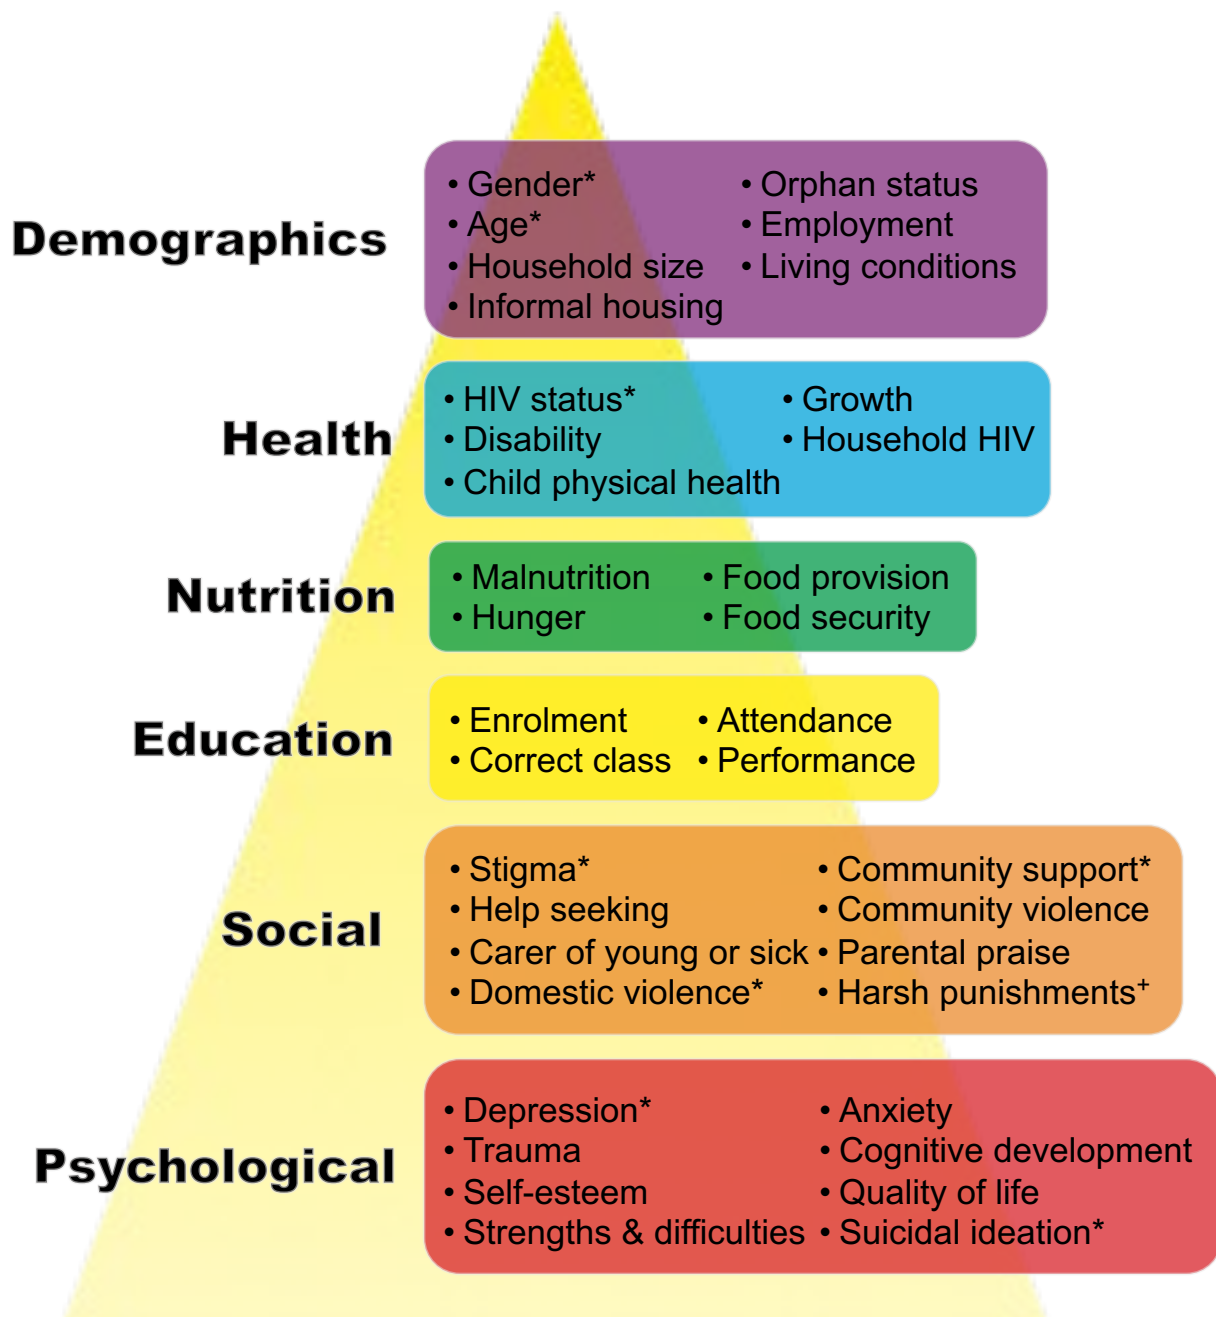 Demographics
• Gender*
• Age*
• Household size
• Informal housing
• Orphan status
• Employment
• Living conditions
Health
• HIV status*
• Disability
• Child physical health
• Growth
• Household HIV
Nutrition
• Malnutrition
• Hunger
• Food provision
• Food security
Education
• Enrolment
• Correct class
• Attendance
• Performance
Social
• Stigma*
• Help seeking
• Carer of young or sick
• Domestic violence*
• Community support*
• Community violence
• Parental praise
• Harsh punishments⁺
Psychological
• Depression*
• Trauma
• Self-esteem
• Strengths & difficulties
• Anxiety
• Cognitive development
• Quality of life
• Suicidal ideation*